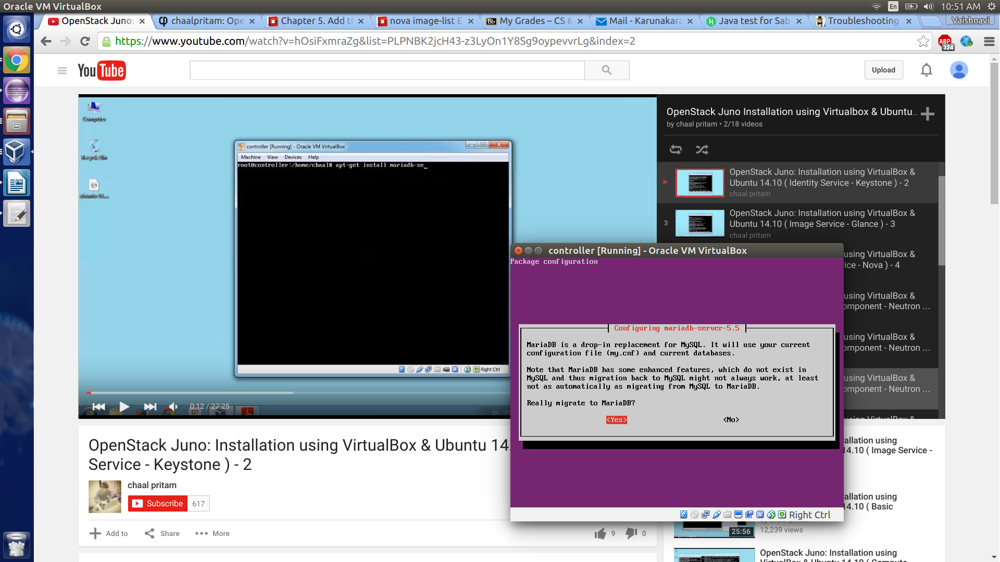 Oracle VM VirtualBox
En
10:51 AM
OpenStack Juno:
chaalpritam: Ope
Chapter 5. Add t
nova image-list E
Bb My Grades – CS 6
Mail - Karunakara
Java test for Sab
Troubleshooting
Vaishnavi
https://www.youtube.com/watch?v=hOsiFxmraZg&list=PLPNBK2jcH43-z3LyOn1Y8Sg9oypevvrLg&index=2
ABP
324
YouTube
Upload
Computer
Recycle Bin
ubuntu-14....
controller [Running] - Oracle VM VirtualBox
Machine View Devices Help
root@controller:/home/chaal# apt-get install mariadb-se_
Right Ctrl
0:12 / 27:25
EN
OpenStack Juno Installation using Virtualbox & Ubuntu...
by chaal pritam • 2/18 videos
OpenStack Juno: Installation using VirtualBox &
Ubuntu 14.10 ( Identity Service - Keystone ) - 2
chaal pritam
3
OpenStack Juno: Installation using VirtualBox &
Ubuntu 14.10 ( Image Service - Glance ) - 3
chaal pritam
using VirtualBox &
ice - Nova ) - 4
using VirtualBox &
omponent - Neutron ...
using VirtualBox &
omponent - Neutron ...
using VirtualBox &
omponent - Neutron ...
using VirtualBox &
controller [Running] - Oracle VM VirtualBox
Package configuration
Configuring mariadb-server-5.5
MariaDB is a drop-in replacement for MySQL. It will use your current
configuration file (my.cnf) and current databases.
Note that MariaDB has some enhanced features, which do not exist in
MySQL and thus migration back to MySQL might not always work, at least
not as automatically as migrating from MySQL to MariaDB.
Really migrate to MariaDB?
<Yes>
<No>
Right Ctrl
OpenStack Juno: Installation using VirtualBox & Ubuntu 14.
Service - Keystone ) - 2
chaal pritam
Subscribe
617
Add to
Share
More
9
0
allation using
14.10 ( Image Service -
allation using
14.10 ( Basic
25:56
12,239 views
OpenStack Juno: Installation using